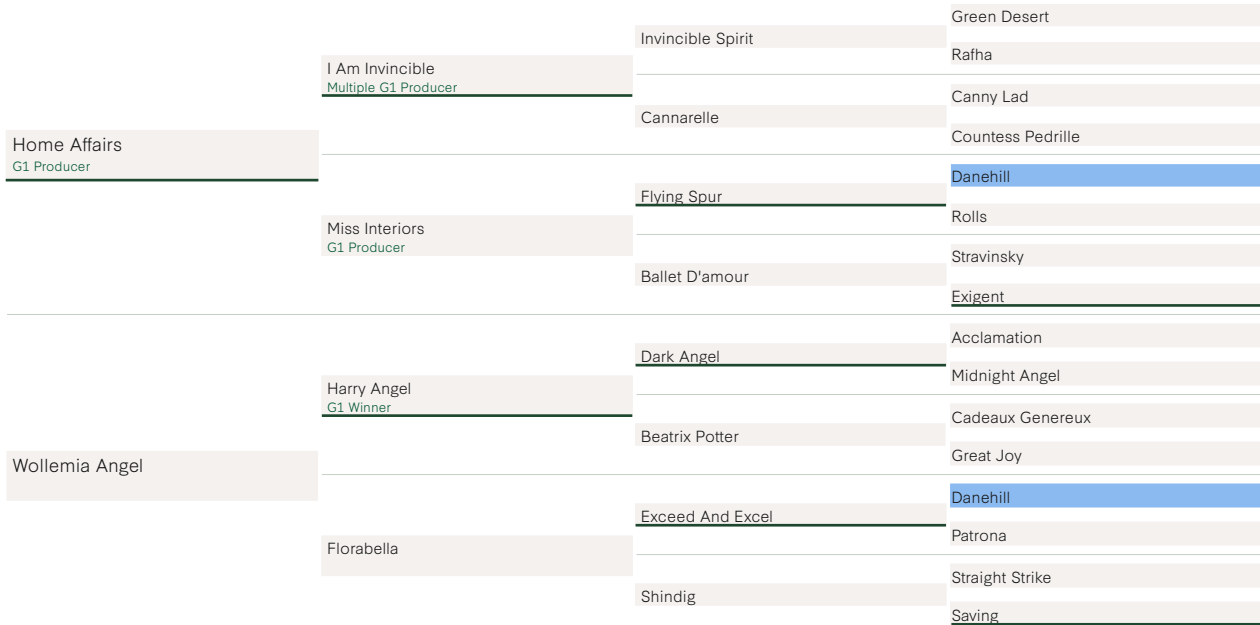 Home Affairs
G1 Producer
Wollemia Angel
I Am Invincible
Multiple G1 Producer
Miss Interiors
G1 Producer
Harry Angel
G1 Winner
Florabella
Invincible Spirit
Cannarelle
Flying Spur
Ballet D'amour
Dark Angel
Beatrix Potter
Exceed And Excel
Shindig
Green Desert
Rafha
Canny Lad
Countess Pedrille
Danehill
Rolls
Stravinsky
Exigent
Acclamation
Midnight Angel
Cadeaux Genereux
Great Joy
Danehill
Patrona
Straight Strike
Saving